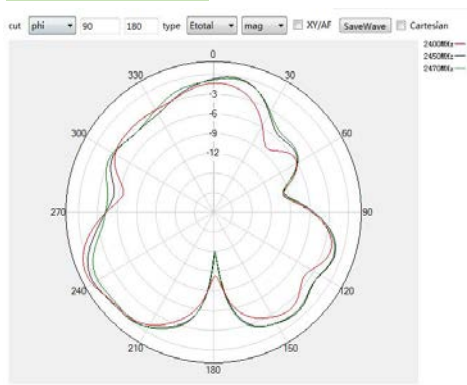 cut phi 90 180 type Etotal mag XY/AF SaveWave Cartesian
2400MHz
2450MHz
2470MHz
0
330 30
-3
-6
300 60
-9
-12
270 90
240 120
210 150
180